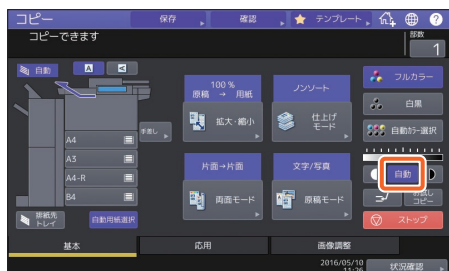 コピー
保存
確認
テンプレート
コピーできます
部数
1
自動
A
A
100 %
原稿 → 用紙
拡大・縮小
ノンソート
仕上げ
モード
フルカラー
白黒
自動カラー選択
手差し
A4
A3
A4-R
B4
片面→片面
両面モード
文字/写真
原稿モード
自動
試し
コピー
排紙先
トレイ
自動用紙選択
ストップ
基本
応用
画像調整
2016/05/10
11:26
状況確認